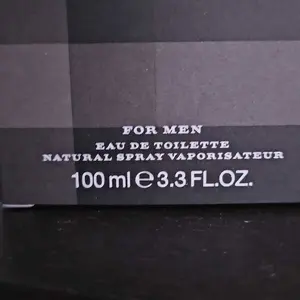 FOR MEN
EAU DE TOILETTE
NATURAL SPRAY VAPORISATEUR
100 ml ℮ 3.3 FL.OZ.